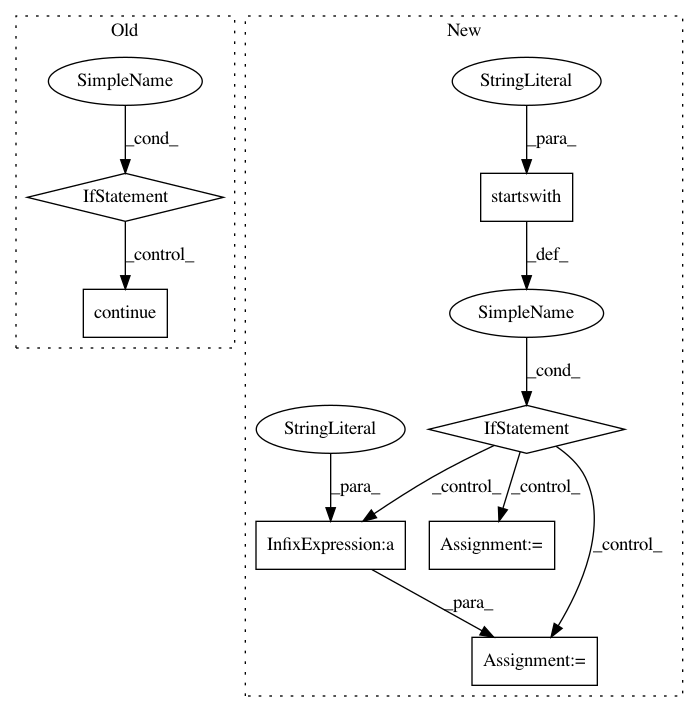 Old
New
SimpleName
StringLiteral
_cond_
_para_
IfStatement
startswith
_control_
_def_
continue
SimpleName
_cond_
StringLiteral
IfStatement
_para_
_control_
_control_
InfixExpression:a
Assignment:=
_control_
_para_
Assignment:=